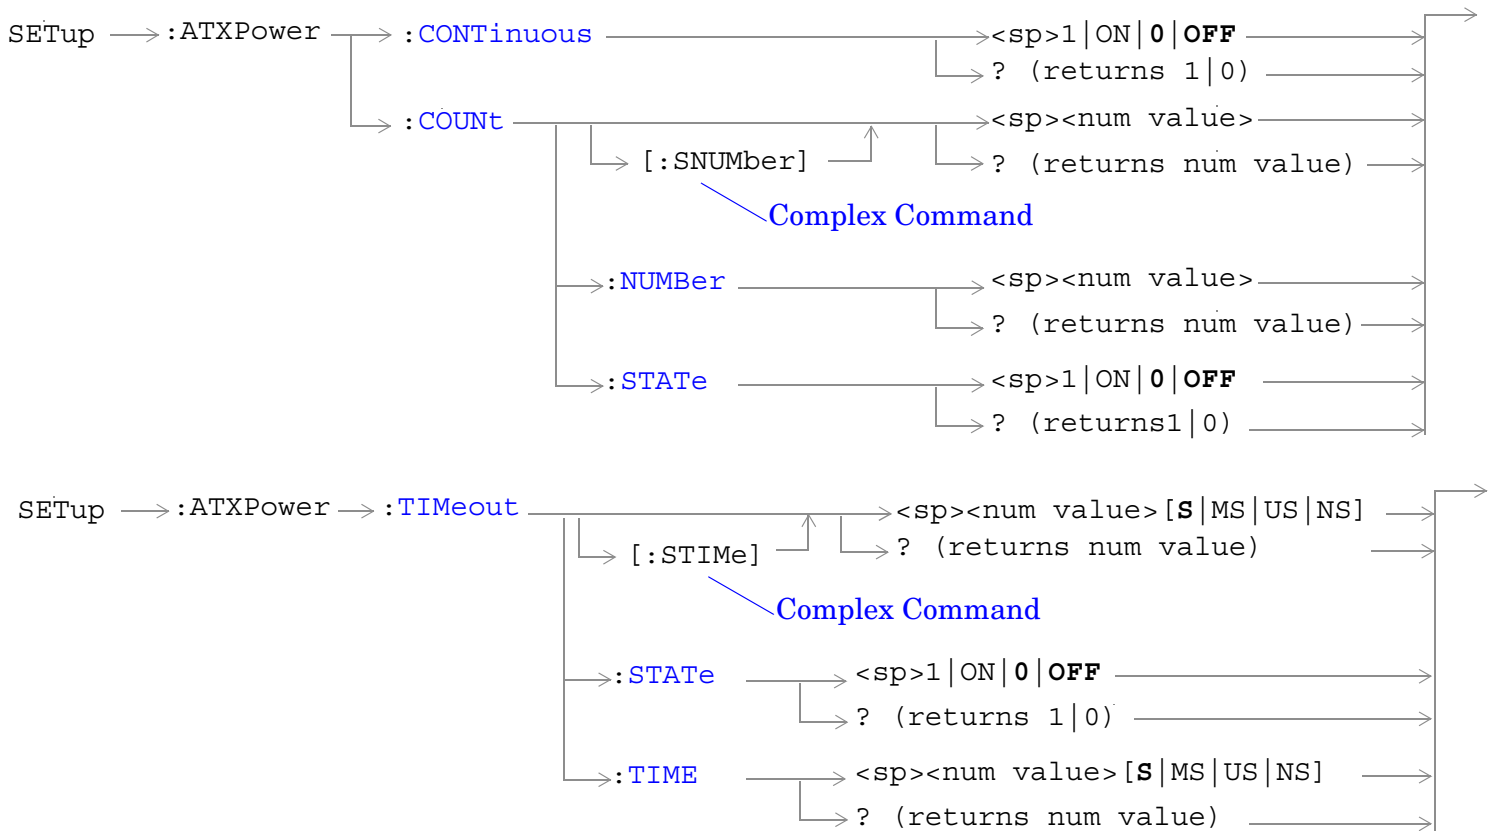 SETup :ATXPower :CONTinuous <sp>1|ON|0|OFF
? (returns 1|0)
:COUNt <sp><num value>
[:SNUMber] ? (returns num value)
Complex Command
:NUMBer <sp><num value>
? (returns num value)
:STATe <sp>1|ON|0|OFF
? (returns1|0)
SETup :ATXPower :TIMeout <sp><num value>[S|MS|US|NS]
[:STIMe] ? (returns num value)
Complex Command
:STATe <sp>1|ON|0|OFF
? (returns 1|0)
:TIME <sp><num value>[S|MS|US|NS]
? (returns num value)